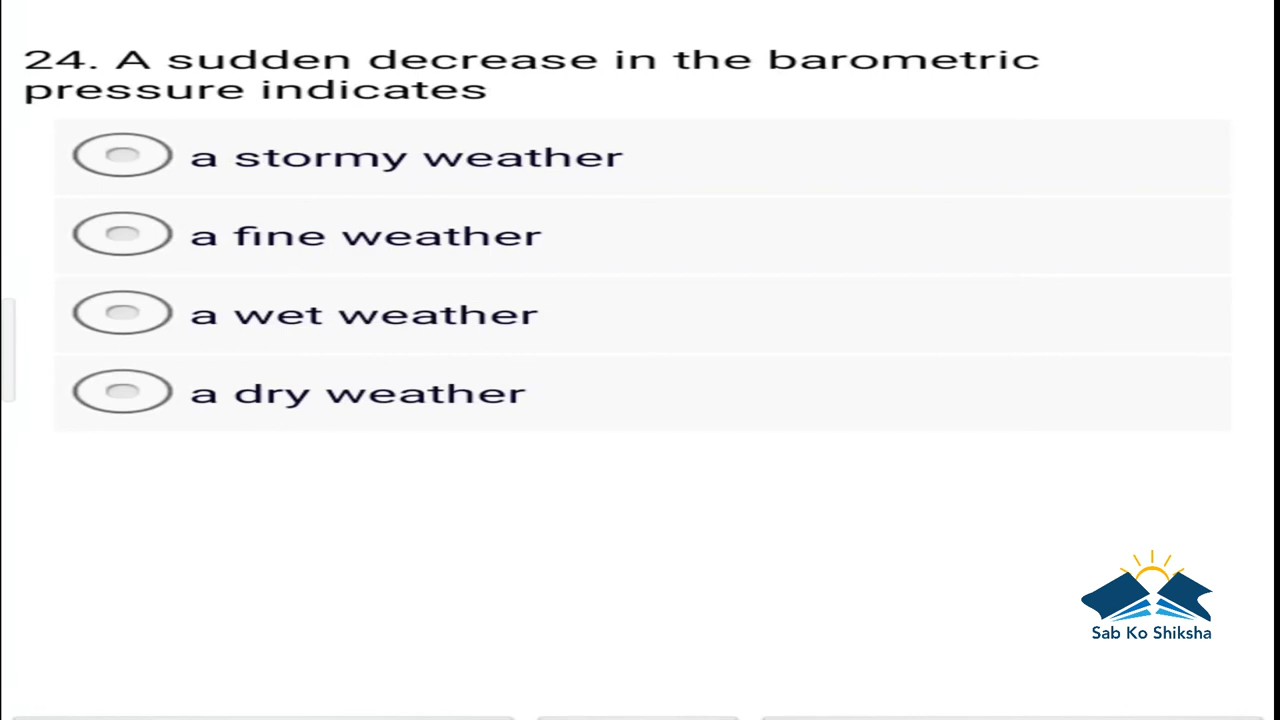 24. A sudden decrease in the barometric
pressure indicates
a stormy weather
a fine weather
a wet weather
a dry weather
Sab Ko Shiksha